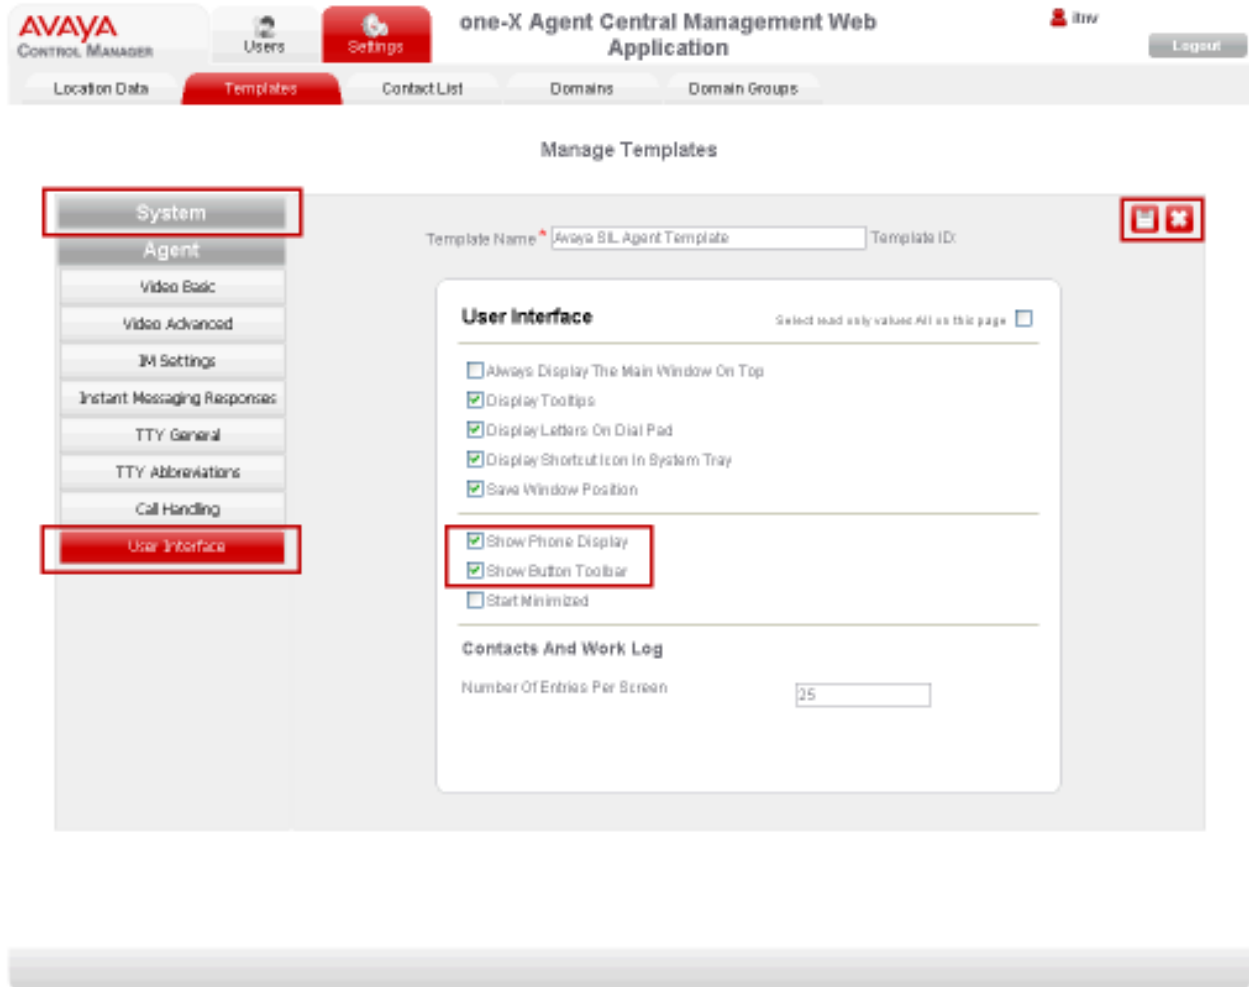 AVAYA
CONTROL MANAGER
Users
Settings
one-X Agent Central Management Web
Application
itnv
Logout
Location Data
Templates
Contact List
Domains
Domain Groups
Manage Templates
System
Agent
Video Basic
Video Advanced
IM Settings
Instant Messaging Responses
TTY General
TTY Abbreviations
Call Handling
User Interface
Template Name * Avaya SIL Agent Template Template ID:
User Interface
Select read only values All on this page
Always Display The Main Window On Top
Display Tooltips
Display Letters On Dial Pad
Display Shortcut Icon In System Tray
Save Window Position
Show Phone Display
Show Button Toolbar
Start Minimized
Contacts And Work Log
Number Of Entries Per Screen
25